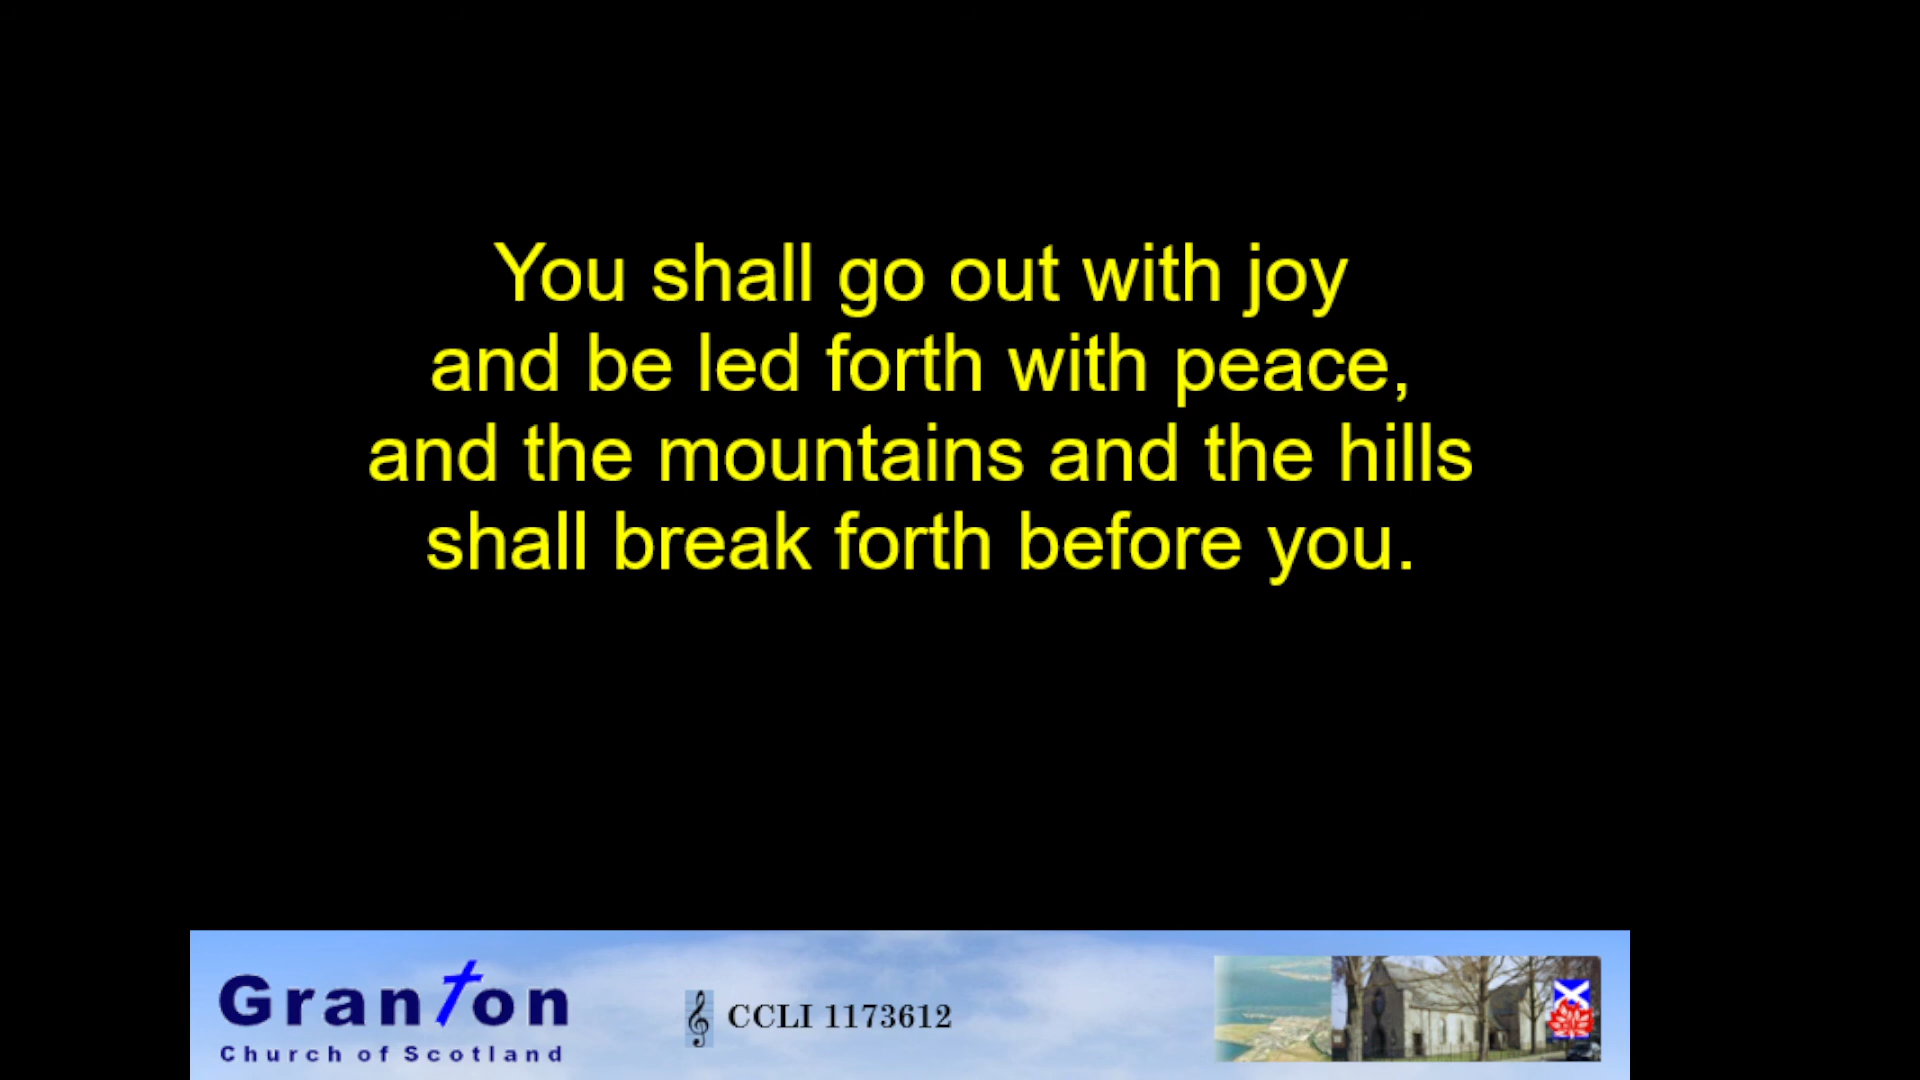 You shall go out with joy
and be led forth with peace,
and the mountains and the hills
shall break forth before you.
Granton
Church of Scotland
CCLI 1173612